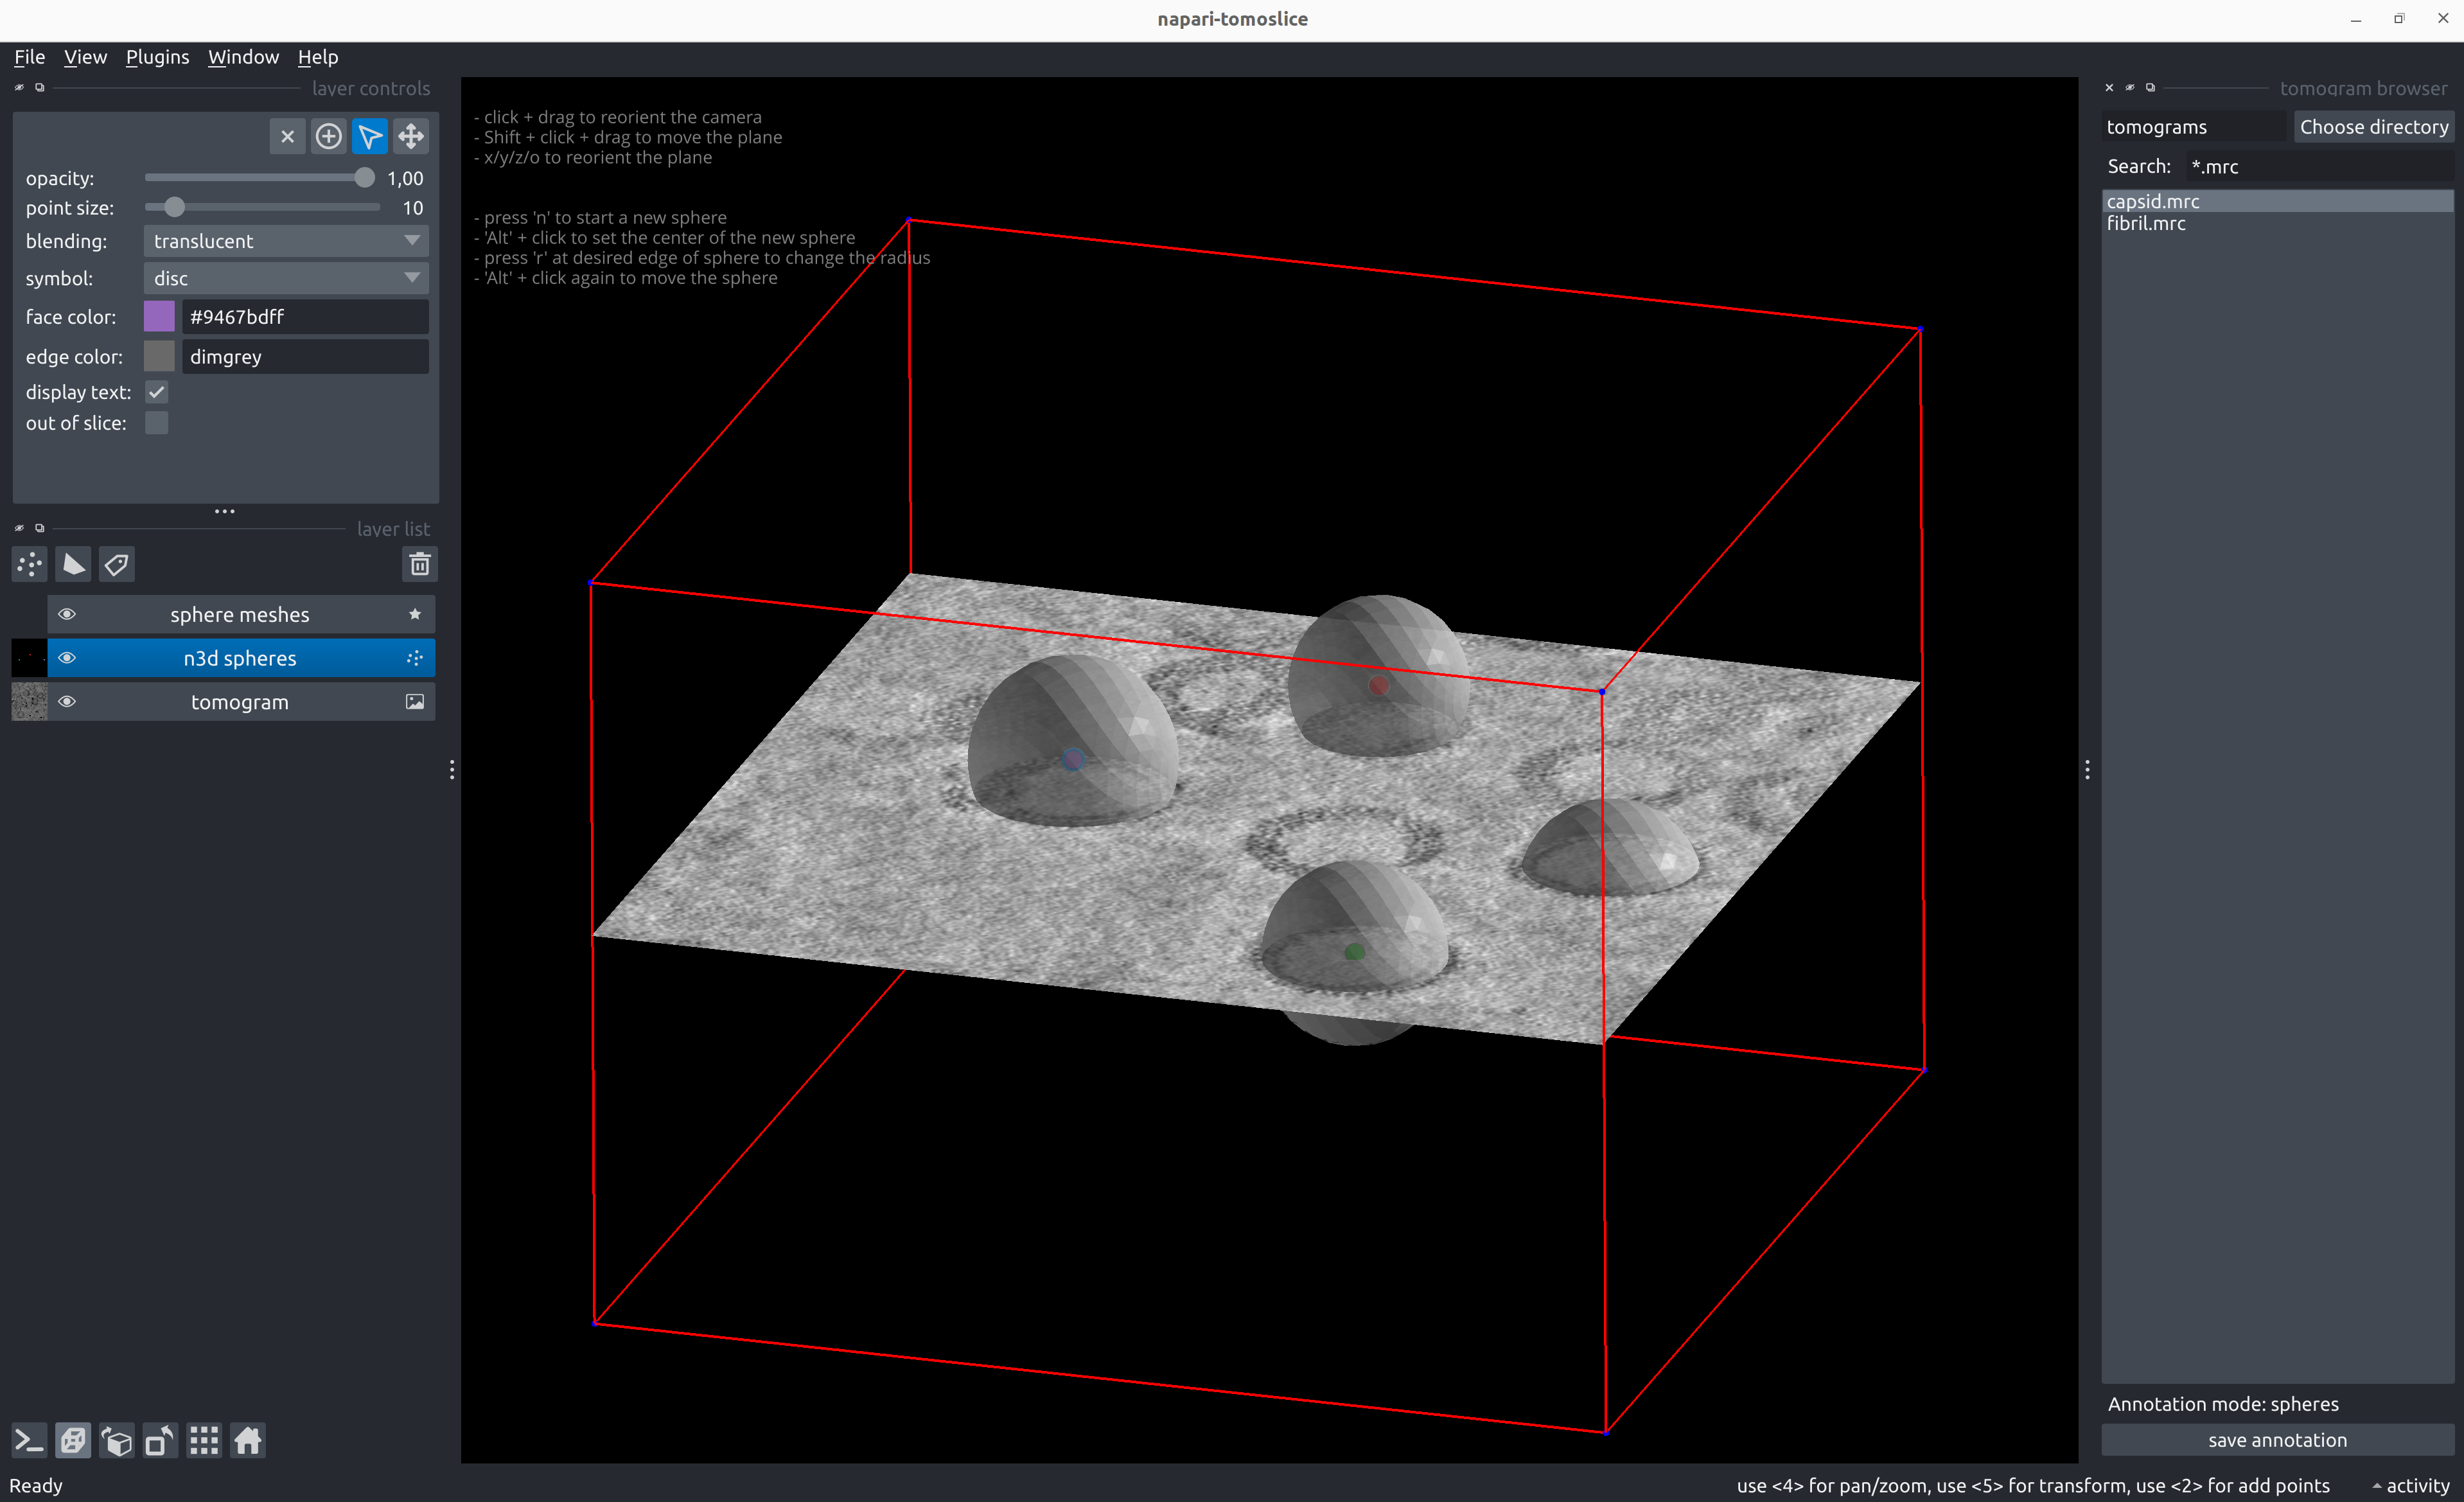 napari-tomoslice
File View Plugins Window Help
layer controls
opacity: 1,00
point size: 10
blending: translucent
symbol: disc
face color: #9467bdff
edge color: dimgrey
display text:
out of slice:
layer list
sphere meshes
n3d spheres
tomogram
- click + drag to reorient the camera
- Shift + click + drag to move the plane
- x/y/z/o to reorient the plane
- press 'n' to start a new sphere
- 'Alt' + click to set the center of the new sphere
- press 'r' at desired edge of sphere to change the radius
- 'Alt' + click again to move the sphere
tomogram browser
tomograms Choose directory
Search: *.mrc
capsid.mrc
fibril.mrc
Annotation mode: spheres
save annotation
Ready
use <4> for pan/zoom, use <5> for transform, use <2> for add points
activity